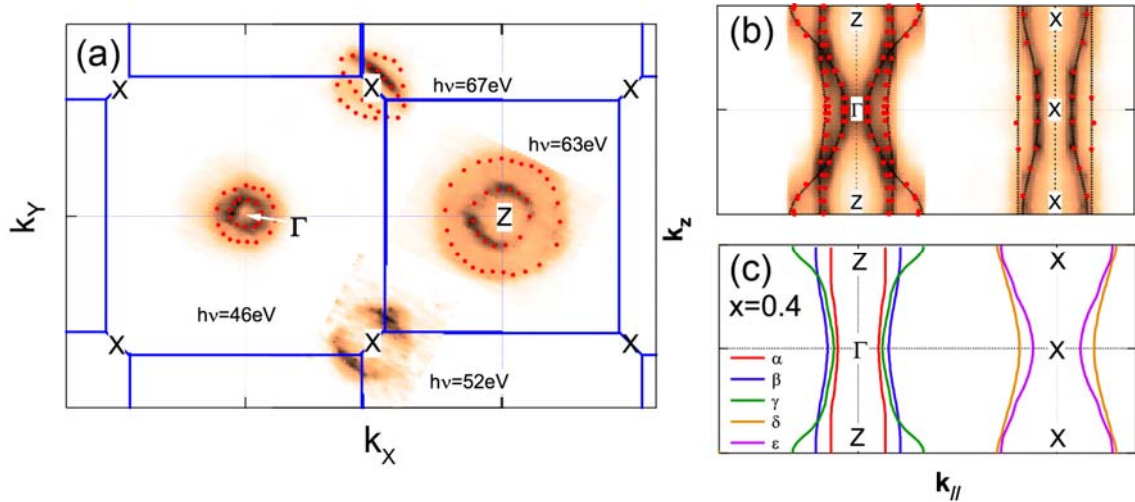 (a)
X
X
X
hν=67eV
hν=63eV
Γ
Z
hν=46eV
X
X
X
hν=52eV
k_Y
k_X
(b)
Z
X
Γ
X
Z
X
k_z
(c)
x=0.4
Z
X
Γ
X
α
β
γ
δ
ε
Z
X
k_//